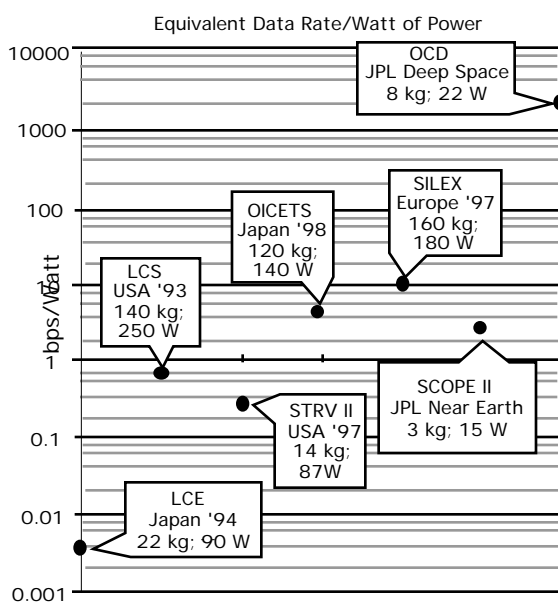 Equivalent Data Rate/Watt of Power
10000
1000
100
10
1
0.1
0.01
0.001
bps/Watt
OCD
JPL Deep Space
8 kg; 22 W
SILEX
Europe '97
160 kg;
180 W
OICETS
Japan '98
120 kg;
140 W
LCS
USA '93
140 kg;
250 W
SCOPE II
JPL Near Earth
3 kg; 15 W
STRV II
USA '97
14 kg;
87W
LCE
Japan '94
22 kg; 90 W